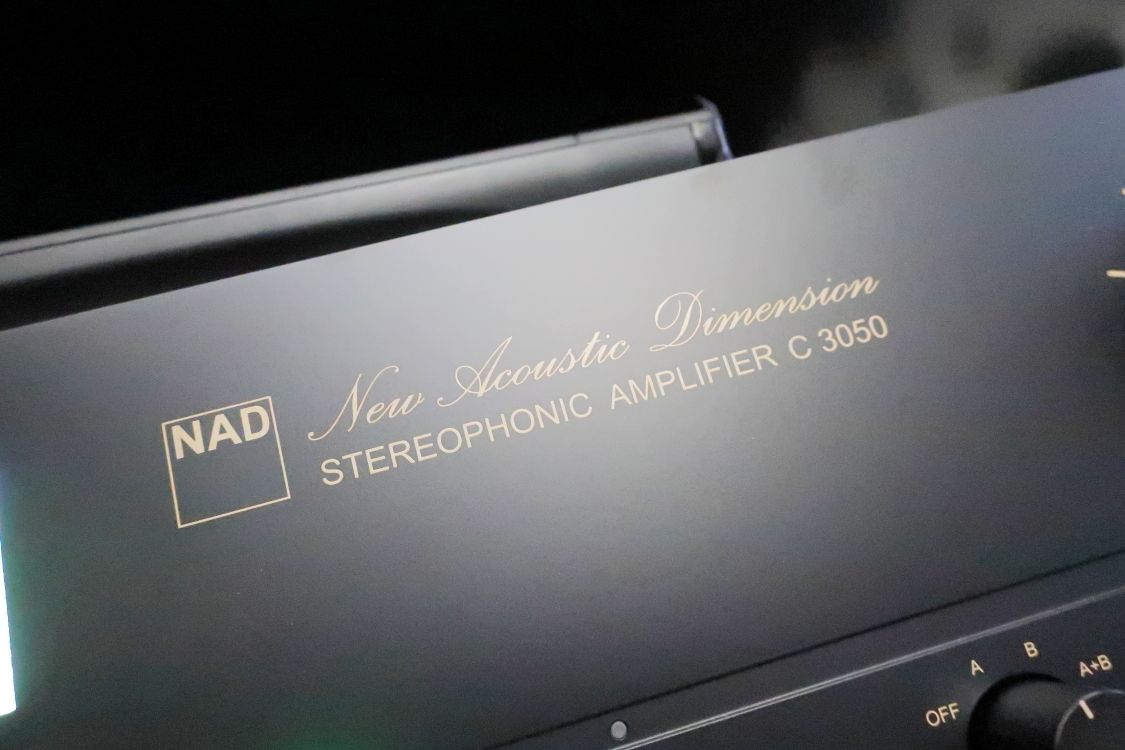 NAD
New Acoustic Dimension
STEREOPHONIC AMPLIFIER C 3050
OFF A B A+B